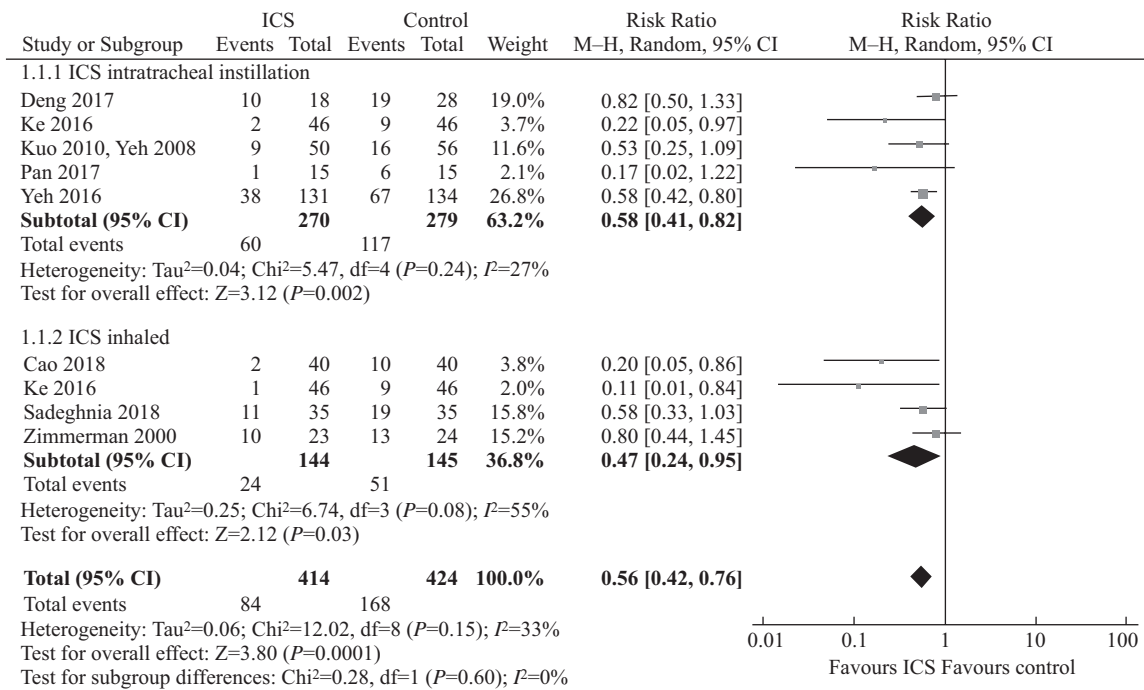 ICS Control Risk Ratio Risk Ratio
Study or Subgroup Events Total Events Total Weight M–H, Random, 95% CI M–H, Random, 95% CI
1.1.1 ICS intratracheal instillation
Deng 2017 10 18 19 28 19.0% 0.82 [0.50, 1.33]
Ke 2016 2 46 9 46 3.7% 0.22 [0.05, 0.97]
Kuo 2010, Yeh 2008 9 50 16 56 11.6% 0.53 [0.25, 1.09]
Pan 2017 1 15 6 15 2.1% 0.17 [0.02, 1.22]
Yeh 2016 38 131 67 134 26.8% 0.58 [0.42, 0.80]
Subtotal (95% CI) 270 279 63.2% 0.58 [0.41, 0.82]
Total events 60 117
Heterogeneity: Tau²=0.04; Chi²=5.47, df=4 (P=0.24); I²=27%
Test for overall effect: Z=3.12 (P=0.002)
1.1.2 ICS inhaled
Cao 2018 2 40 10 40 3.8% 0.20 [0.05, 0.86]
Ke 2016 1 46 9 46 2.0% 0.11 [0.01, 0.84]
Sadeghnia 2018 11 35 19 35 15.8% 0.58 [0.33, 1.03]
Zimmerman 2000 10 23 13 24 15.2% 0.80 [0.44, 1.45]
Subtotal (95% CI) 144 145 36.8% 0.47 [0.24, 0.95]
Total events 24 51
Heterogeneity: Tau²=0.25; Chi²=6.74, df=3 (P=0.08); I²=55%
Test for overall effect: Z=2.12 (P=0.03)
Total (95% CI) 414 424 100.0% 0.56 [0.42, 0.76]
Total events 84 168
Heterogeneity: Tau²=0.06; Chi²=12.02, df=8 (P=0.15); I²=33%
Test for overall effect: Z=3.80 (P=0.0001)
Test for subgroup differences: Chi²=0.28, df=1 (P=0.60); I²=0%
0.01 0.1 1 10 100
Favours ICS Favours control